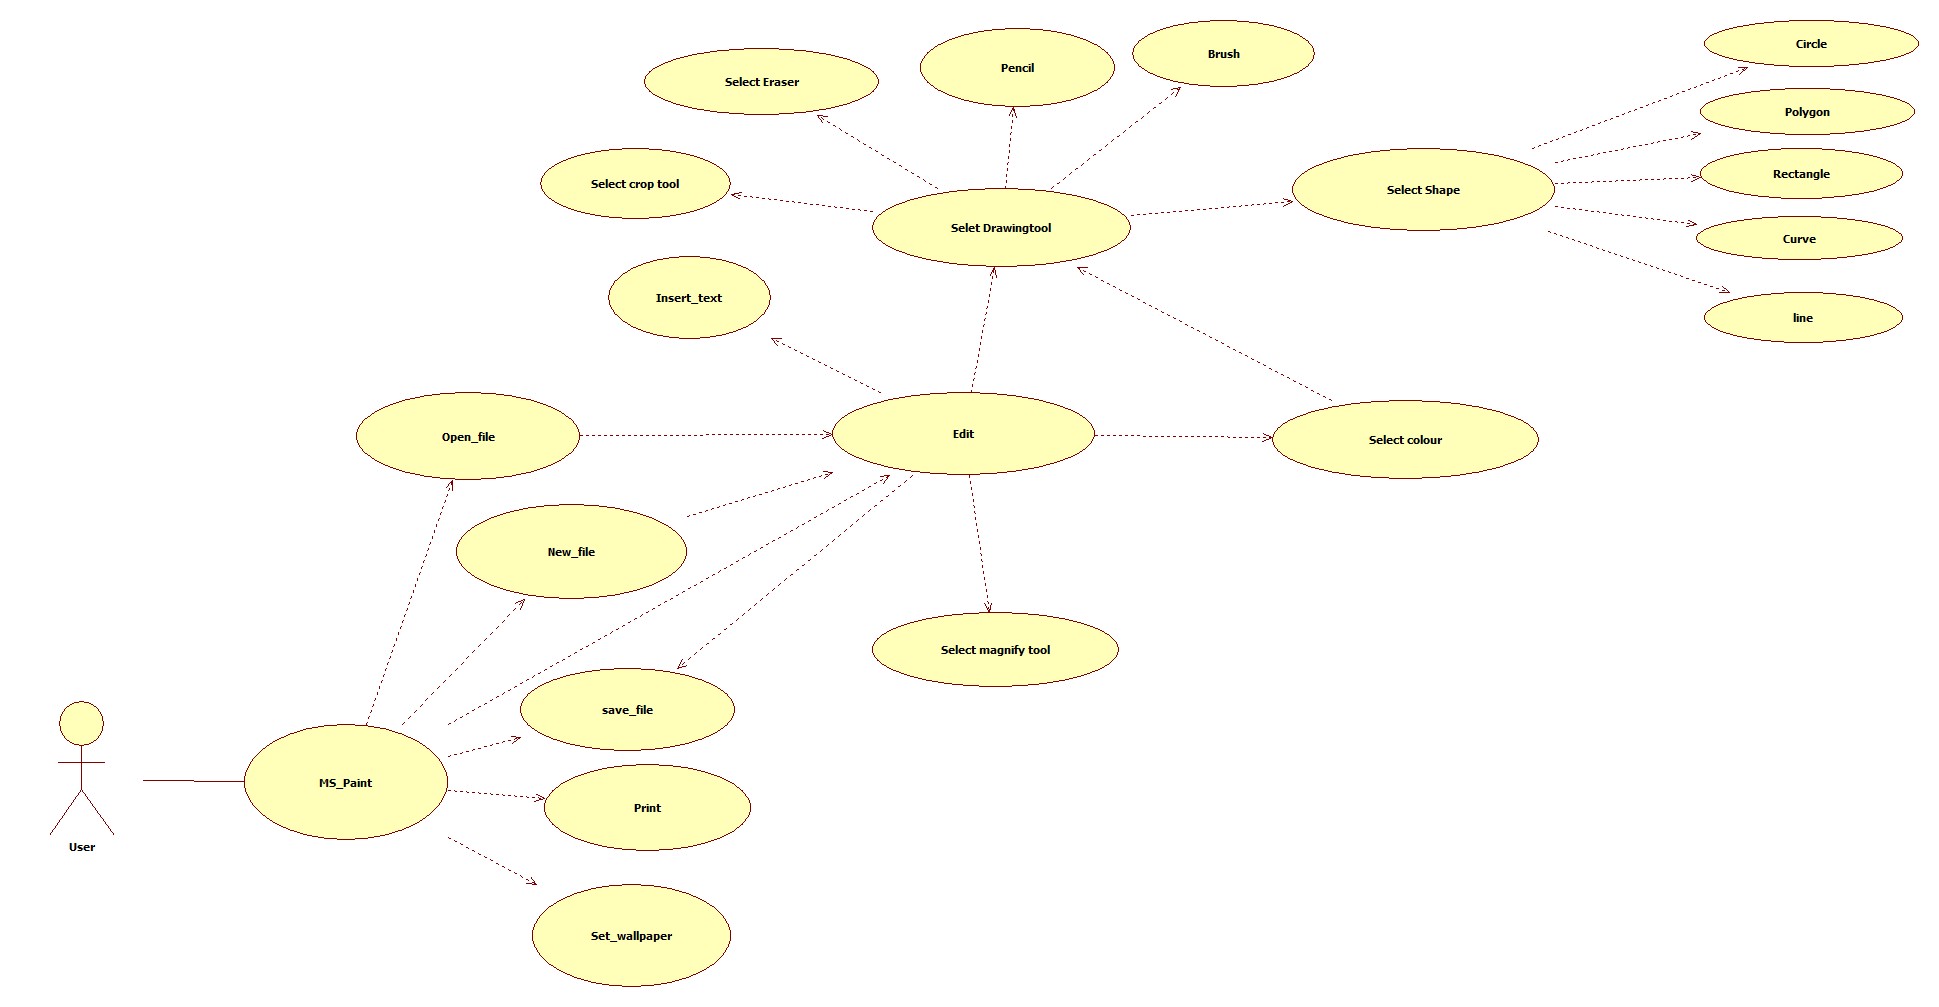 Circle
Brush
Pencil
Select Eraser
Polygon
Rectangle
Select crop tool
Select Shape
Selet Drawingtool
Curve
Insert_text
line
Open_file
Edit
Select colour
New_file
Select magnify tool
save_file
MS_Paint
Print
User
Set_wallpaper